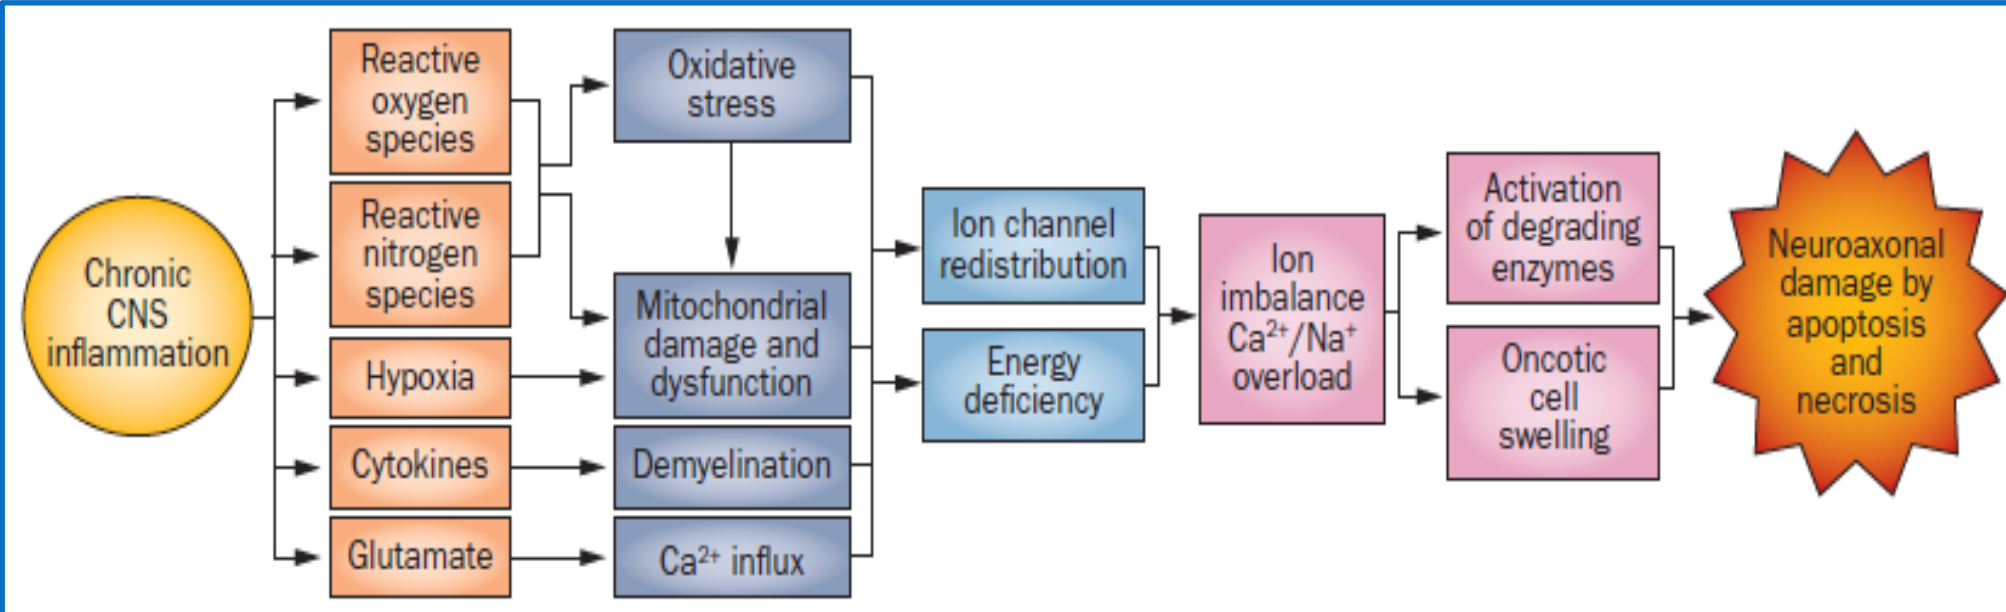 Chronic
CNS
inflammation
Reactive
oxygen
species
Reactive
nitrogen
species
Hypoxia
Cytokines
Glutamate
Oxidative
stress
Mitochondrial
damage and
dysfunction
Demyelination
Ca²⁺ influx
Ion channel
redistribution
Energy
deficiency
Ion
imbalance
Ca²⁺/Na⁺
overload
Activation
of degrading
enzymes
Oncotic
cell
swelling
Neuroaxonal
damage by
apoptosis
and
necrosis